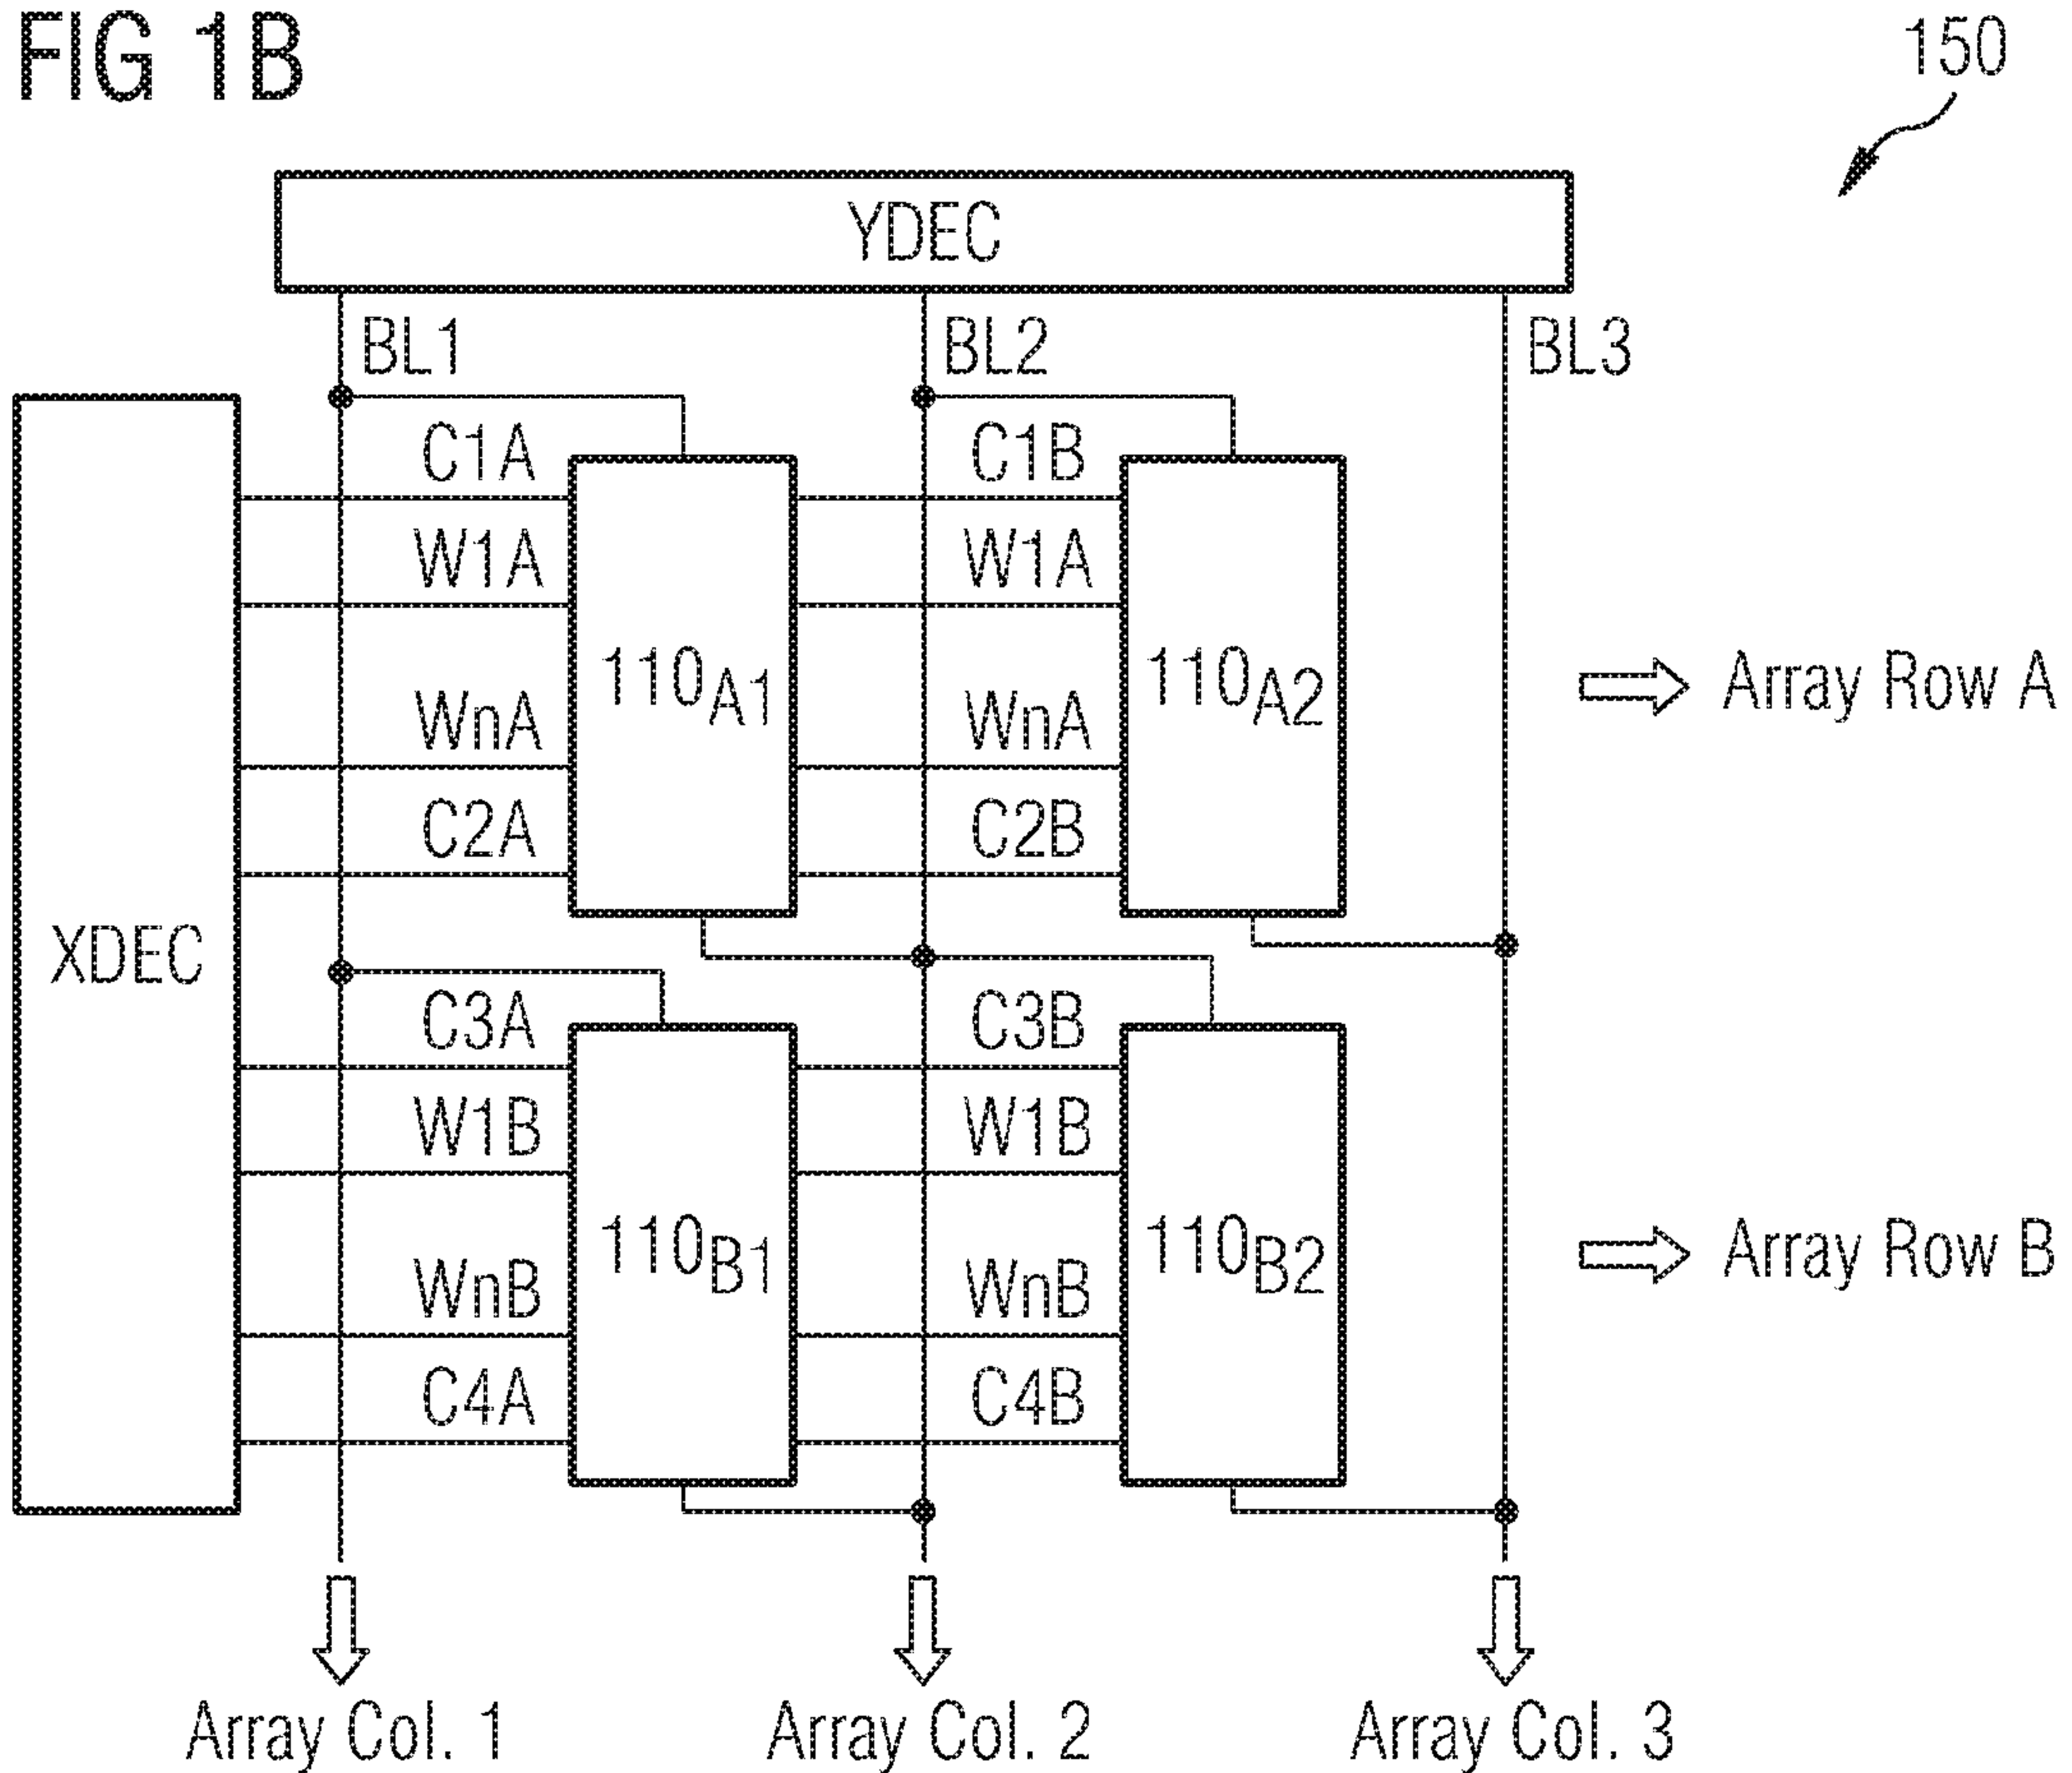 FIG 1B
150
YDEC
BL1 BL2 BL3
C1A C1B
W1A W1A
110A1 110A2 Array Row A
WnA WnA
C2A C2B
XDEC
C3A C3B
W1B W1B
110B1 110B2 Array Row B
WnB WnB
C4A C4B
Array Col. 1 Array Col. 2 Array Col. 3